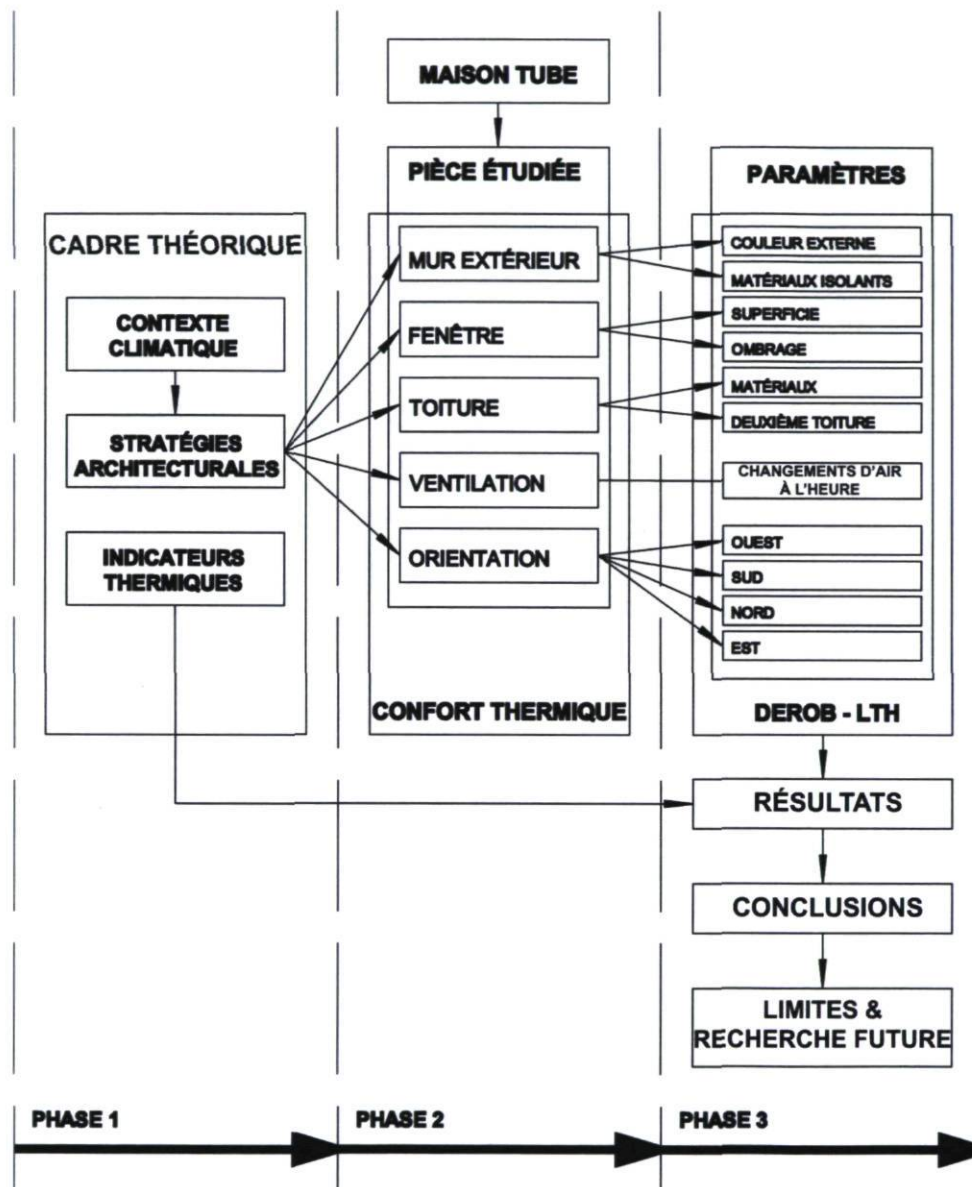 MAISON TUBE
PIÈCE ÉTUDIÉE
PARAMÈTRES
CADRE THÉORIQUE
CONTEXTE
CLIMATIQUE
STRATÉGIES
ARCHITECTURALES
INDICATEURS
THERMIQUES
MUR EXTÉRIEUR
FENÊTRE
TOITURE
VENTILATION
ORIENTATION
CONFORT THERMIQUE
COULEUR EXTERNE
MATÉRIAUX ISOLANTS
SUPERFICIE
OMBRAGE
MATÉRIAUX
DEUXIÈME TOITURE
CHANGEMENTS D'AIR
À L'HEURE
OUEST
SUD
NORD
EST
DEROB - LTH
RÉSULTATS
CONCLUSIONS
LIMITES &
RECHERCHE FUTURE
PHASE 1
PHASE 2
PHASE 3